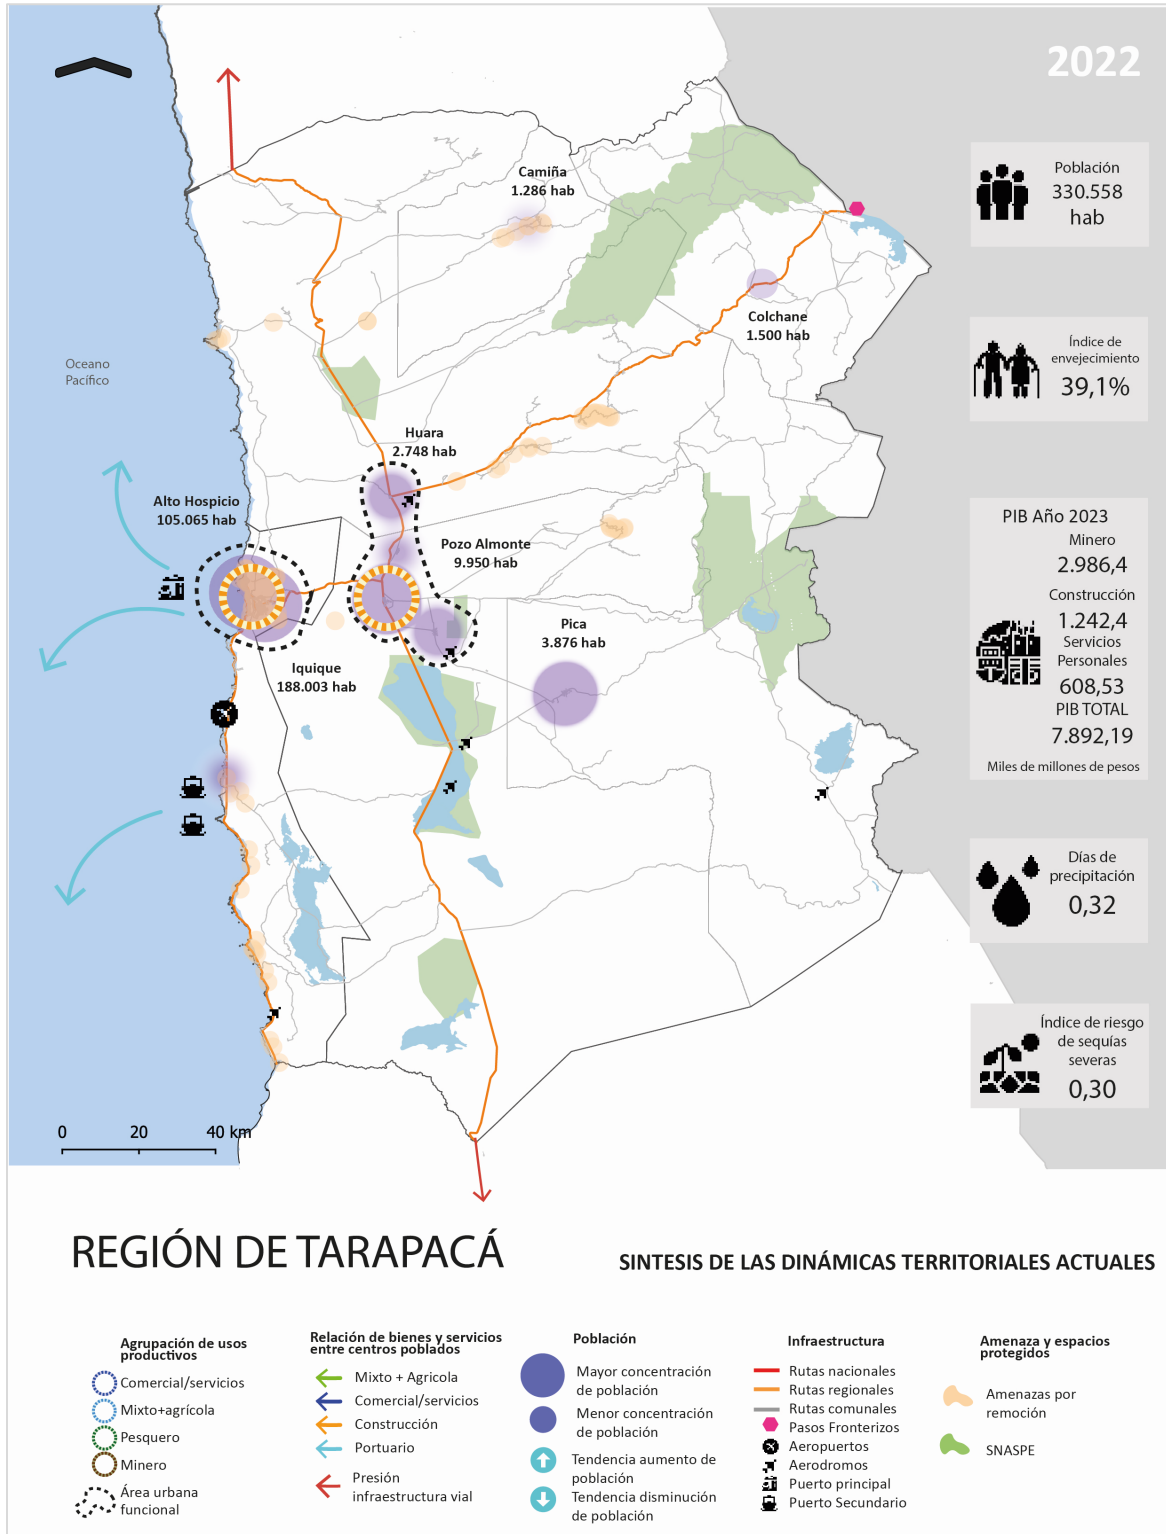 2022
Camiña
1.286 hab
Colchane
1.500 hab
Oceano
Pacífico
Huara
2.748 hab
Alto Hospicio
105.065 hab
Pozo Almonte
9.950 hab
Pica
3.876 hab
Iquique
188.003 hab
Población
330.558
hab
Índice de
envejecimiento
39,1%
PIB Año 2023
Minero
2.986,4
Construcción
1.242,4
Servicios
Personales
608,53
PIB TOTAL
7.892,19
Miles de millones de pesos
Días de
precipitación
0,32
Índice de riesgo
de sequías
severas
0,30
0 20 40 km
REGIÓN DE TARAPACÁ
SINTESIS DE LAS DINÁMICAS TERRITORIALES ACTUALES
Agrupación de usos
productivos
Comercial/servicios
Mixto+agrícola
Pesquero
Minero
Área urbana
funcional
Relación de bienes y servicios
entre centros poblados
Mixto + Agricola
Comercial/servicios
Construcción
Portuario
Presión
infraestructura vial
Población
Mayor concentración
de población
Menor concentración
de población
Tendencia aumento de
población
Tendencia disminución
de población
Infraestructura
Rutas nacionales
Rutas regionales
Rutas comunales
Pasos Fronterizos
Aeropuertos
Aerodromos
Puerto principal
Puerto Secundario
Amenaza y espacios
protegidos
Amenazas por
remoción
SNASPE